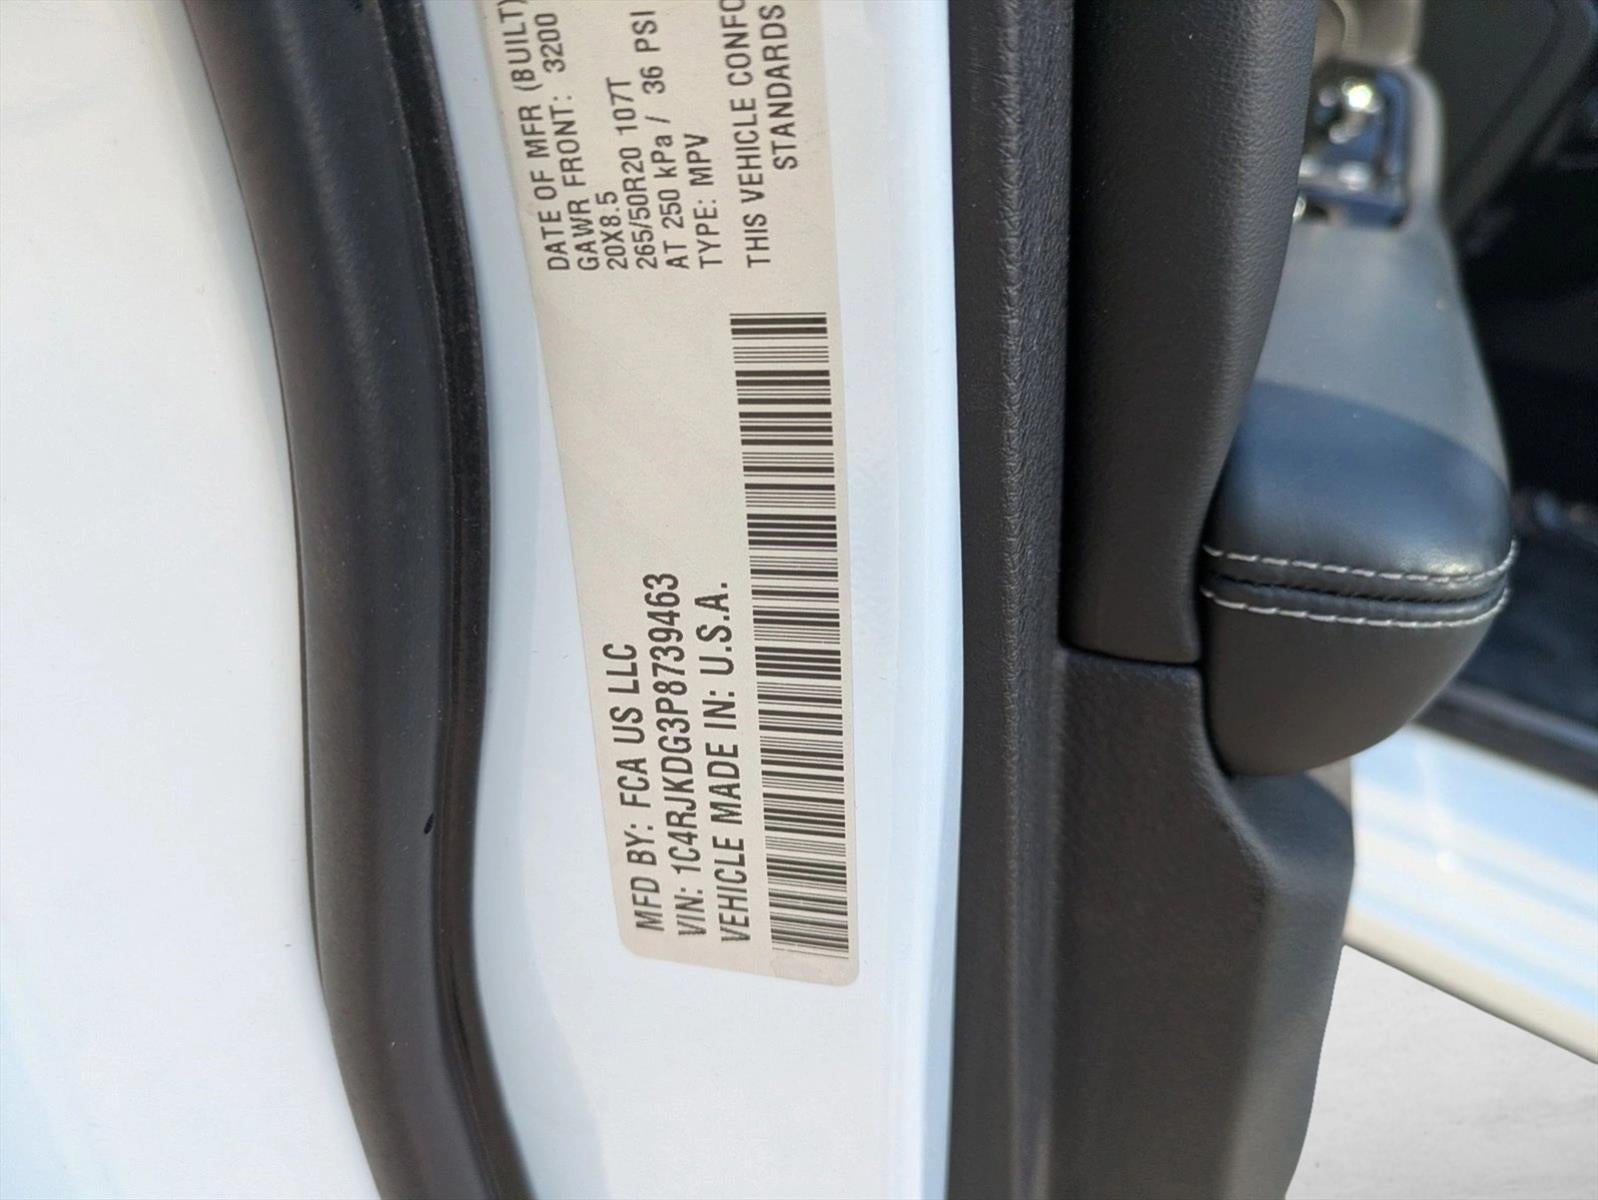 MFD BY: FCA US LLC
VIN: 1C4RJKDG3P8739463
VEHICLE MADE IN: U.S.A.
DATE OF MFR (BUILT)
GAWR FRONT: 3200
20X8.5
265/50R20 107T
AT 250 kPa / 36 PSI
TYPE: MPV
THIS VEHICLE
STANDARDS